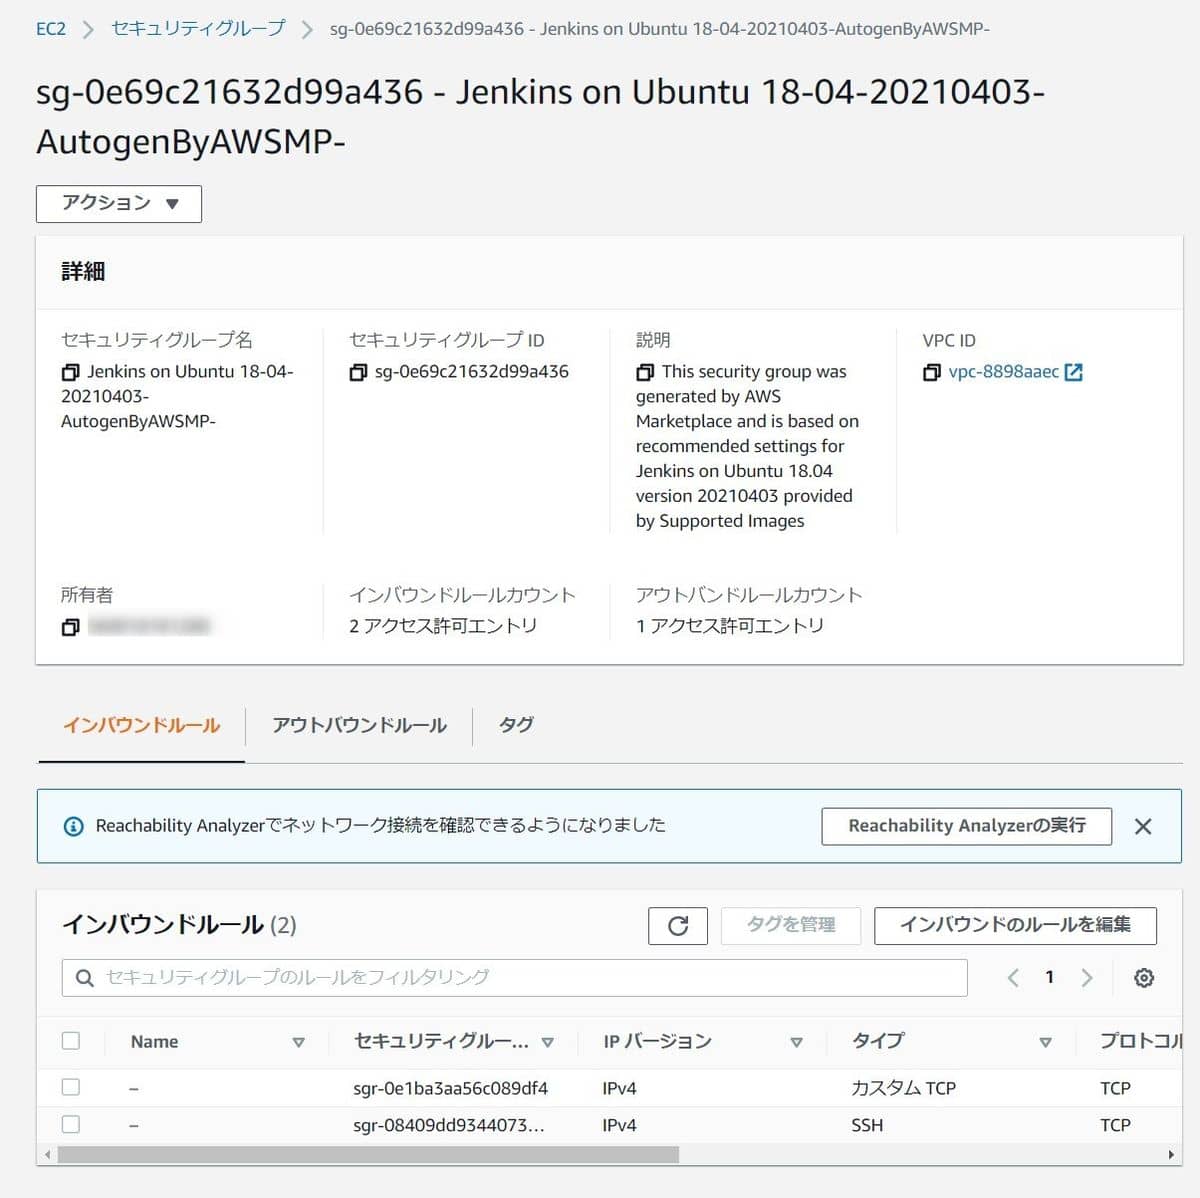 EC2 セキュリティグループ sg-0e69c21632d99a436 - Jenkins on Ubuntu 18-04-20210403-AutogenByAWSMP-
sg-0e69c21632d99a436 - Jenkins on Ubuntu 18-04-20210403-
AutogenByAWSMP-
アクション
詳細
セキュリティグループ名
Jenkins on Ubuntu 18-04-
20210403-
AutogenByAWSMP-
セキュリティグループ ID
sg-0e69c21632d99a436
説明
This security group was
generated by AWS
Marketplace and is based on
recommended settings for
Jenkins on Ubuntu 18.04
version 20210403 provided
by Supported Images
VPC ID
vpc-8898aaec
所有者
インバウンドルールカウント
2 アクセス許可エントリ
アウトバンドルールカウント
1 アクセス許可エントリ
インバウンドルール アウトバウンドルール タグ
Reachability Analyzerでネットワーク接続を確認できるようになりました Reachability Analyzerの実行
インバウンドルール (2) タグを管理 インバウンドのルールを編集
セキュリティグループのルールをフィルタリング 1
Name セキュリティグルー... IP バージョン タイプ プロトコル
– sgr-0e1ba3aa56c089df4 IPv4 カスタム TCP TCP
– sgr-08409dd9344073... IPv4 SSH TCP